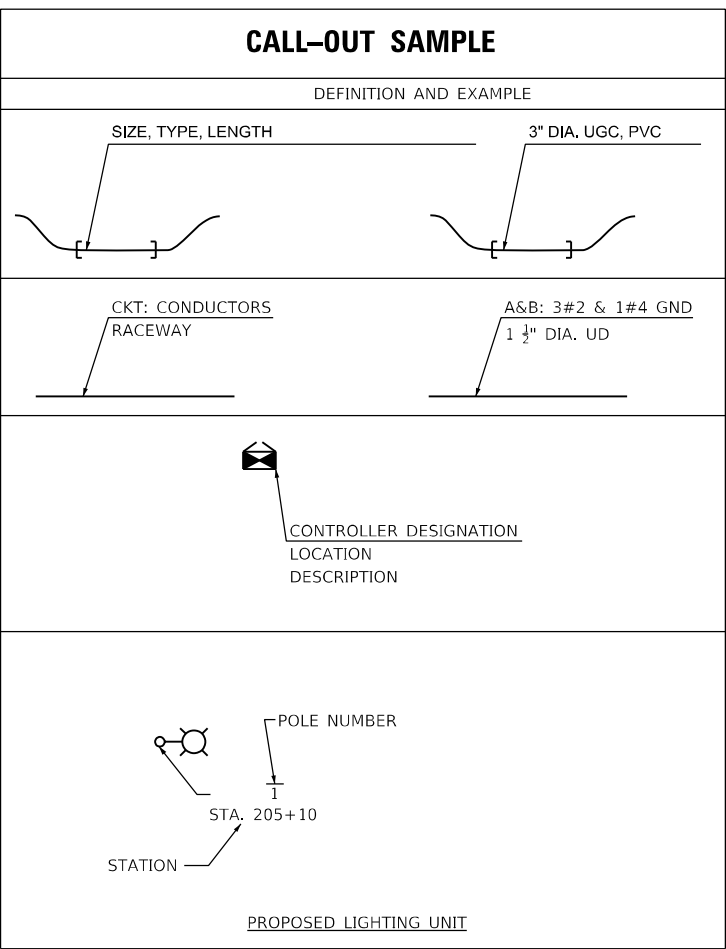 CALL–OUT SAMPLE
DEFINITION AND EXAMPLE
SIZE, TYPE, LENGTH
3" DIA. UGC, PVC
CKT: CONDUCTORS
RACEWAY
A&B: 3#2 & 1#4 GND
1 1/2" DIA. UD
CONTROLLER DESIGNATION
LOCATION
DESCRIPTION
POLE NUMBER
1
STA. 205+10
STATION
PROPOSED LIGHTING UNIT